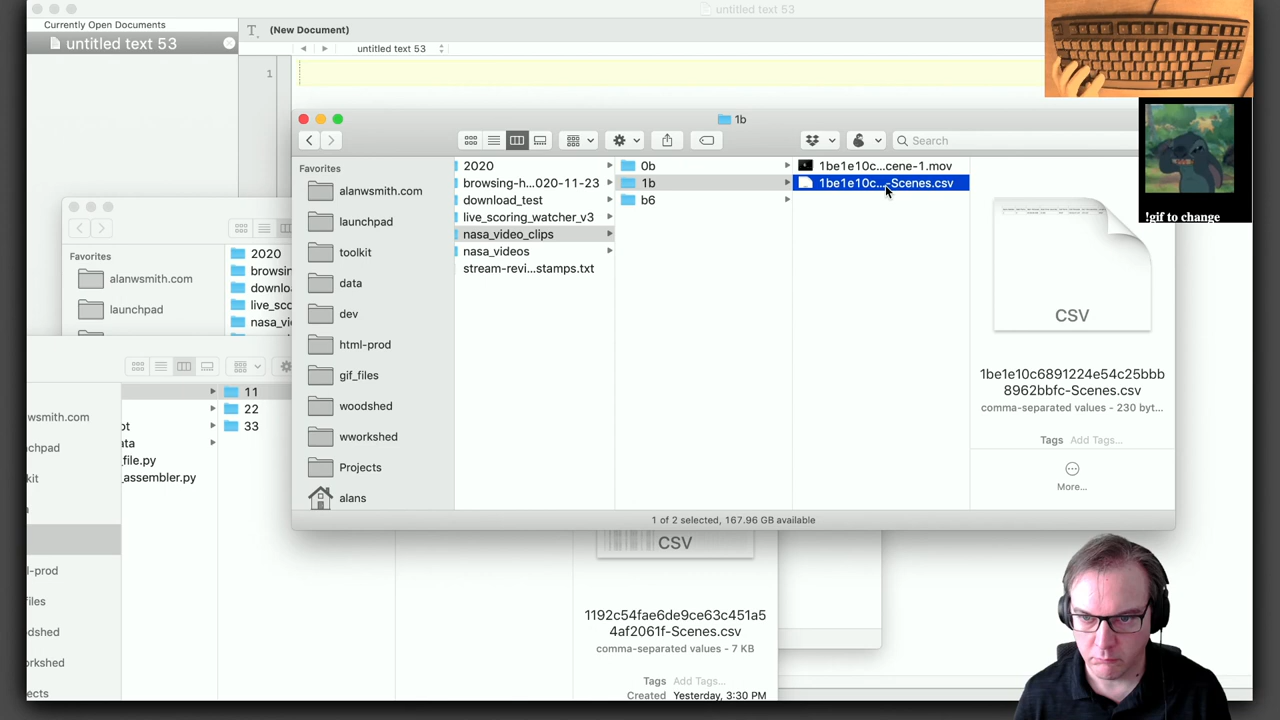 untitled text 53
Currently Open Documents
untitled text 53
(New Document)
untitled text 53
1
1b
Search
Favorites
alanwsmith.com
launchpad
toolkit
data
dev
html-prod
gif_files
woodshed
wworkshed
Projects
alans
2020
browsing-h...020-11-23
download_test
live_scoring_watcher_v3
nasa_video_clips
nasa_videos
stream-revi...stamps.txt
0b
1b
b6
1be1e10c...cene-1.mov
1be1e10c...-Scenes.csv
CSV
1be1e10c6891224e54c25bbb
8962bbfc-Scenes.csv
comma-separated values - 230 byt...
Tags Add Tags...
More...
1 of 2 selected, 167.96 GB available
!gif to change
Favorites
alanwsmith.com
launchpad
2020
browsin
downloa
live_sco
nasa_vi
wsmith.com
chpad
kit
l-prod
files
dshed
rkshed
ects
ot
ata
_file.py
_assembler.py
11
22
33
CSV
1192c54fae6de9ce63c451a5
4af2061f-Scenes.csv
comma-separated values - 7 KB
Tags Add Tags...
Created Yesterday, 3:30 PM